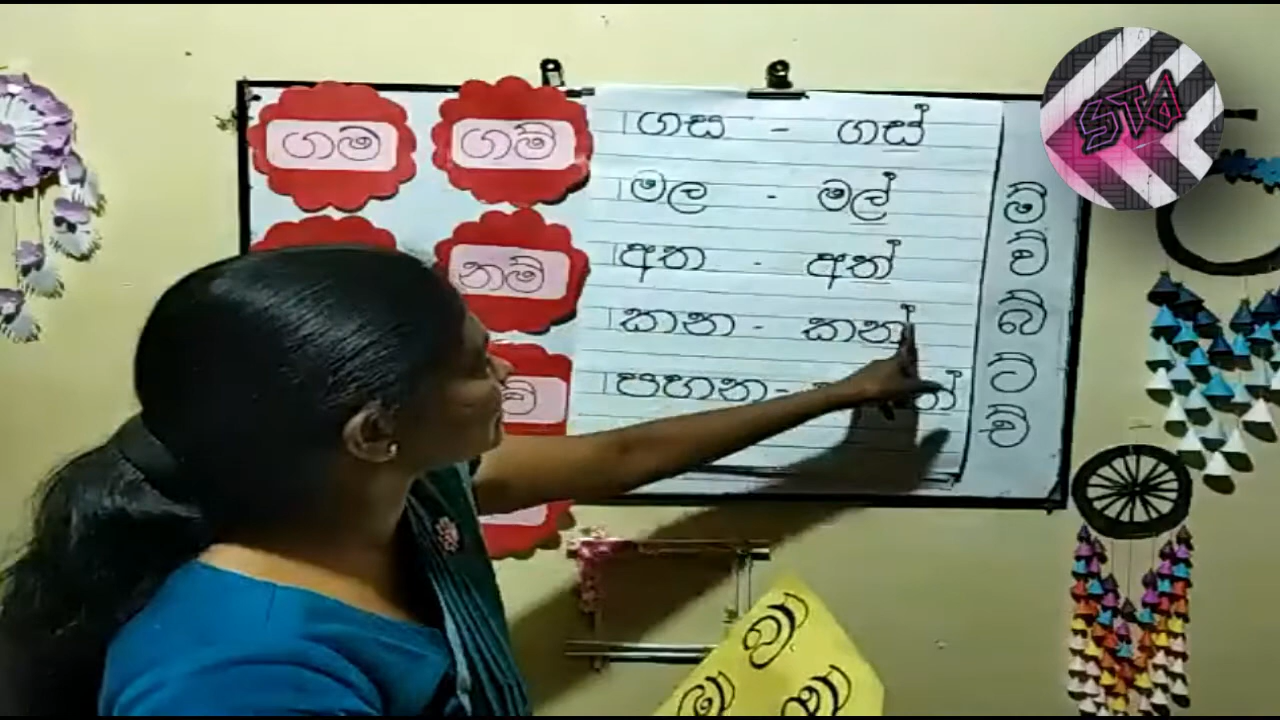 ගම ගම්
ගස - ගස්
මල - මල්
නම්
අත - අත්
කන - කන්
පහන -
ම්
ව්
බ්
ට්
ච්
STA